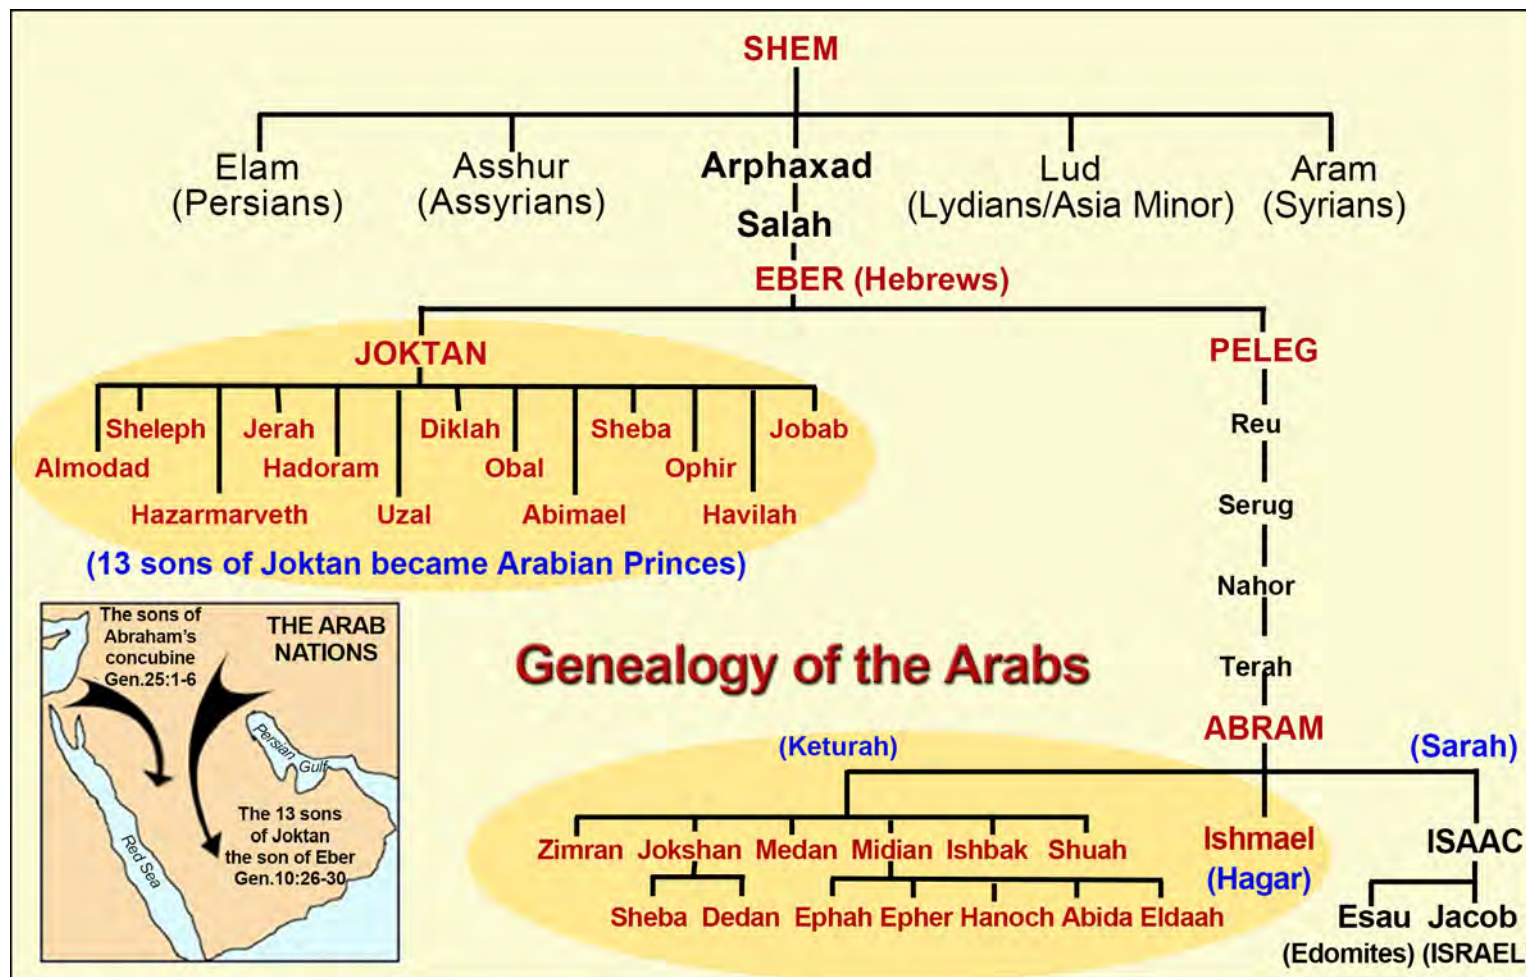 SHEM
Elam
(Persians)
Asshur
(Assyrians)
Arphaxad
Lud
(Lydians/Asia Minor)
Aram
(Syrians)
Salah
EBER (Hebrews)
JOKTAN
PELEG
Sheleph Jerah Diklah Sheba Jobab
Almodad Hadoram Obal Ophir
Hazarmarveth Uzal Abimael Havilah
(13 sons of Joktan became Arabian Princes)
Reu
Serug
Nahor
Terah
ABRAM
The sons of
Abraham's
concubine
Gen.25:1-6
THE ARAB
NATIONS
Persian Gulf
Red Sea
The 13 sons
of Joktan
the son of Eber
Gen.10:26-30
Genealogy of the Arabs
(Keturah)
(Sarah)
Zimran Jokshan Medan Midian Ishbak Shuah
Ishmael
(Hagar)
ISAAC
Sheba Dedan Ephah Epher Hanoch Abida Eldaah
Esau Jacob
(Edomites) (ISRAEL